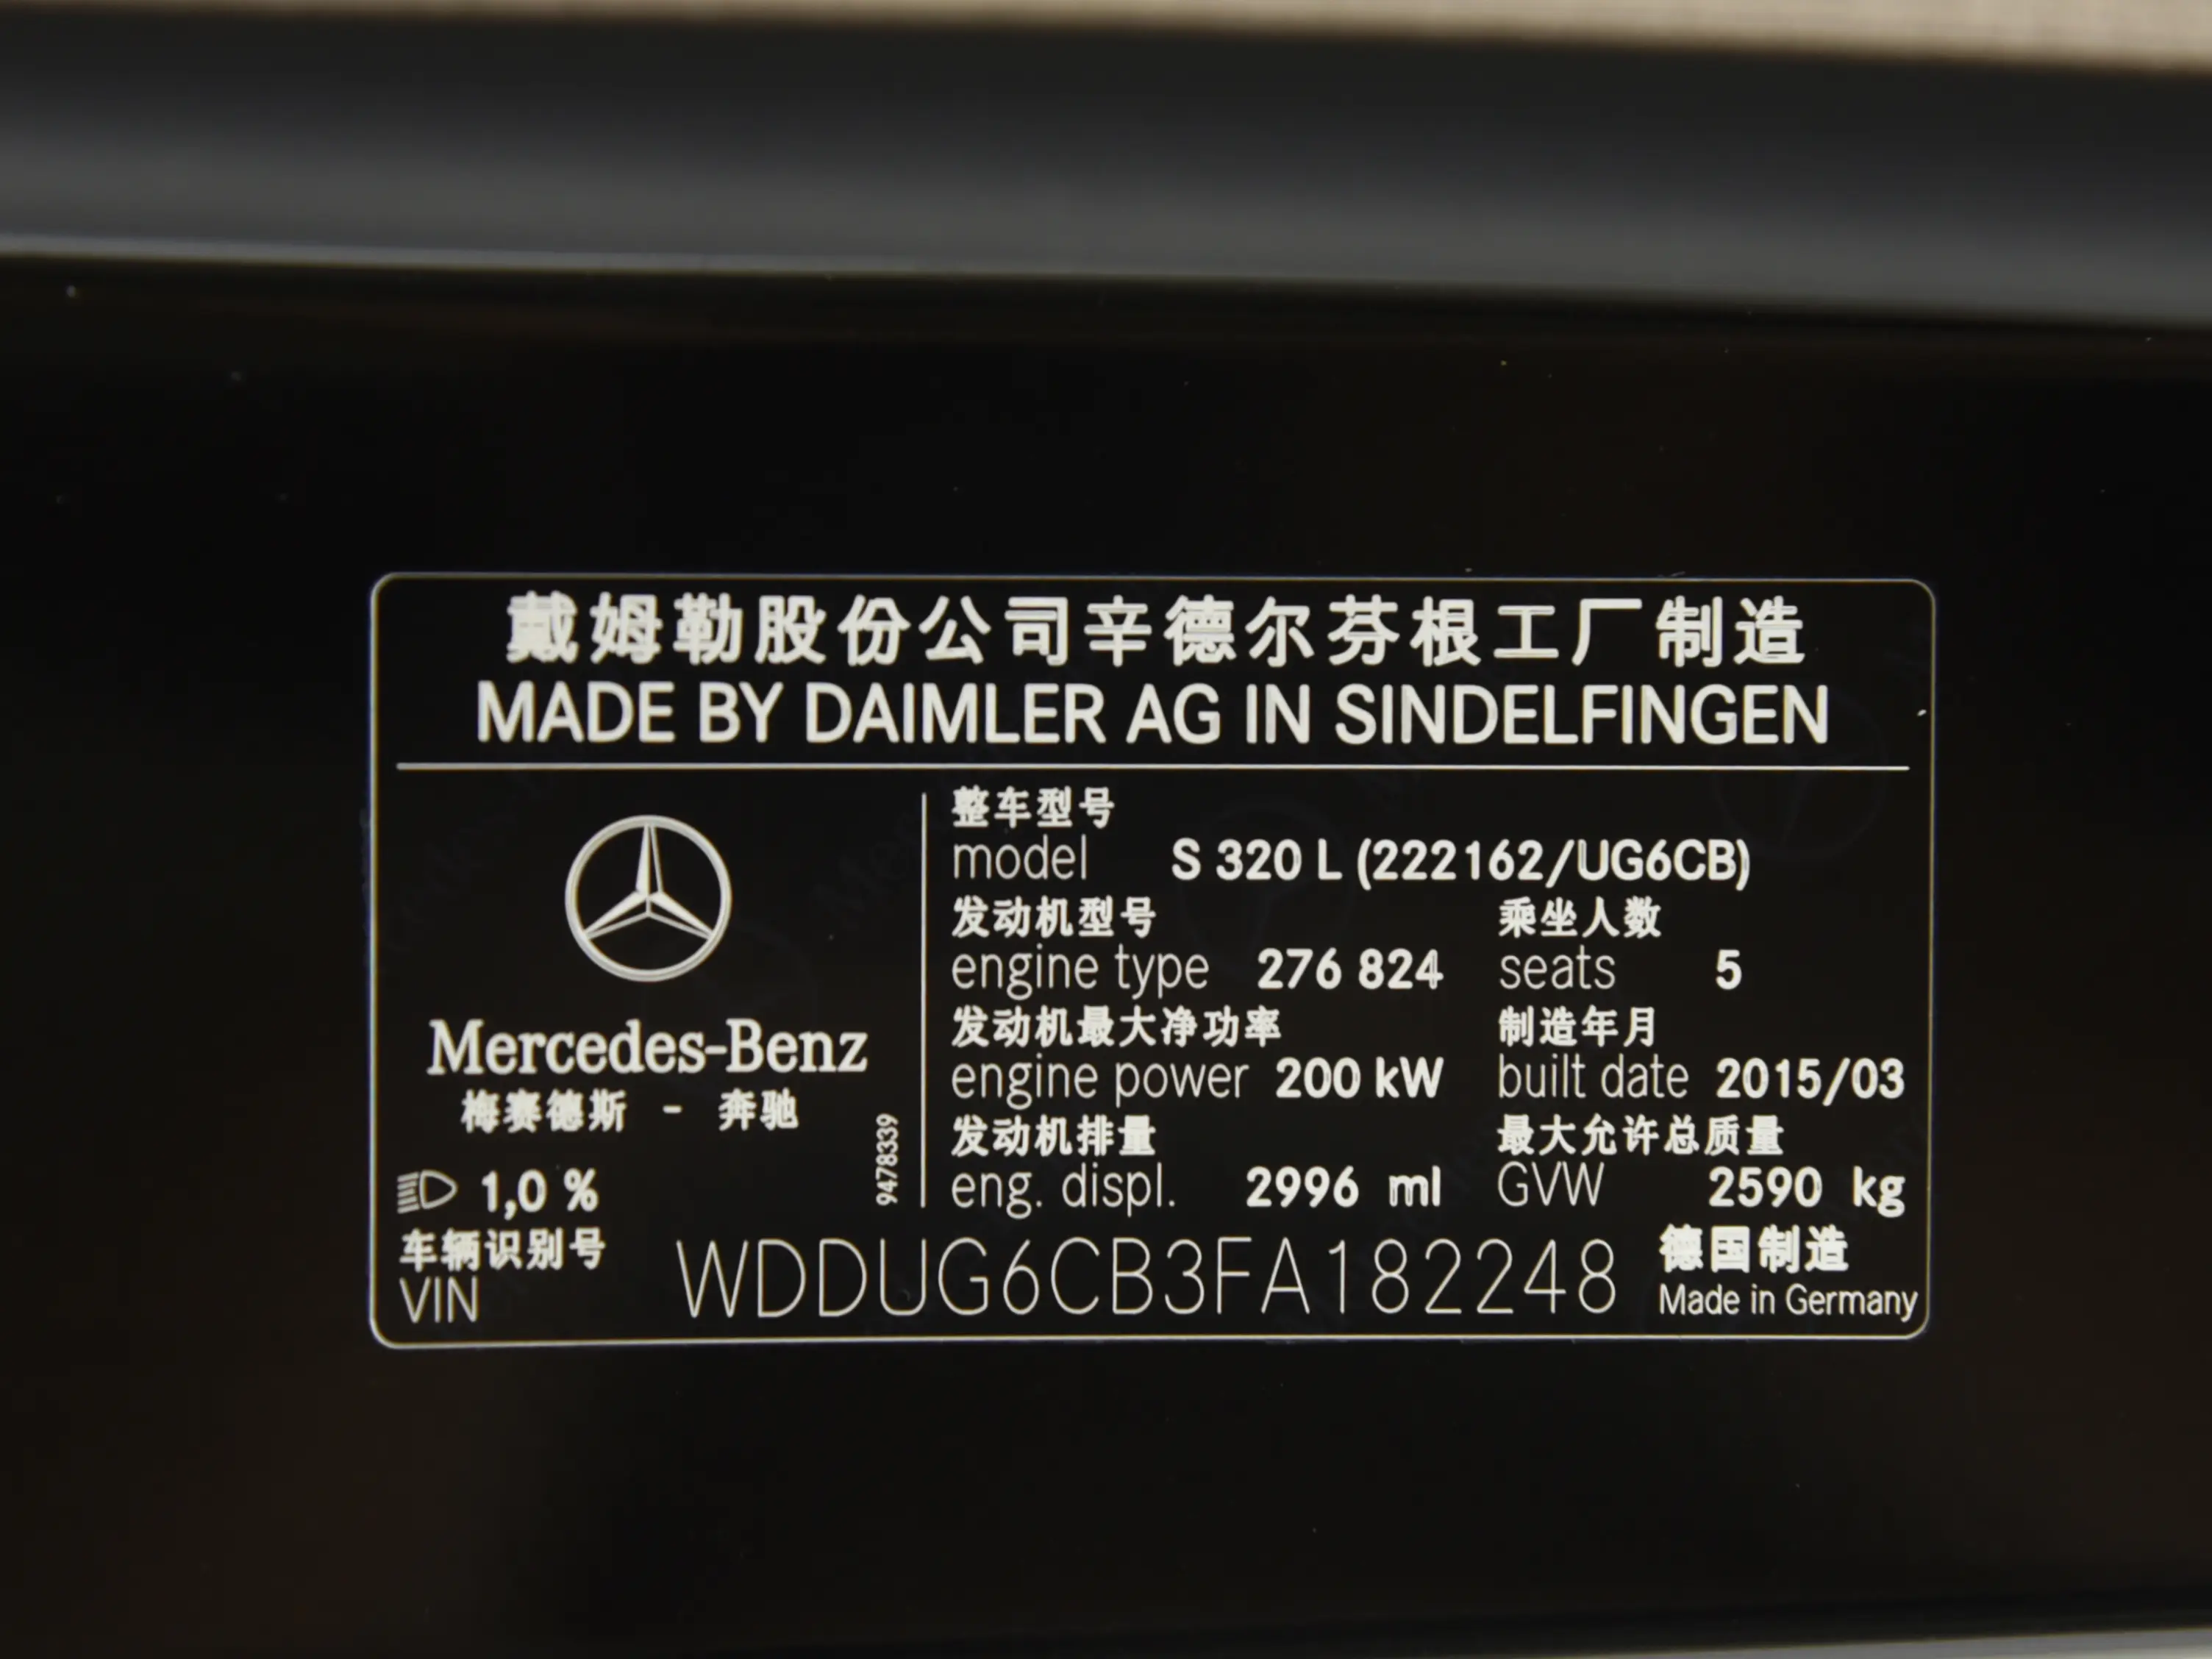 戴姆勒股份公司辛德尔芬根工厂制造
MADE BY DAIMLER AG IN SINDELFINGEN
Mercedes-Benz
梅赛德斯 - 奔驰
1,0 %
9478339
整车型号
model S 320 L (222162/UG6CB)
发动机型号 乘坐人数
engine type 276 824 seats 5
发动机最大净功率 制造年月
engine power 200 kW built date 2015/03
发动机排量 最大允许总质量
eng. displ. 2996 ml GVW 2590 kg
车辆识别号
VIN WDDUG6CB3FA182248
德国制造
Made in Germany